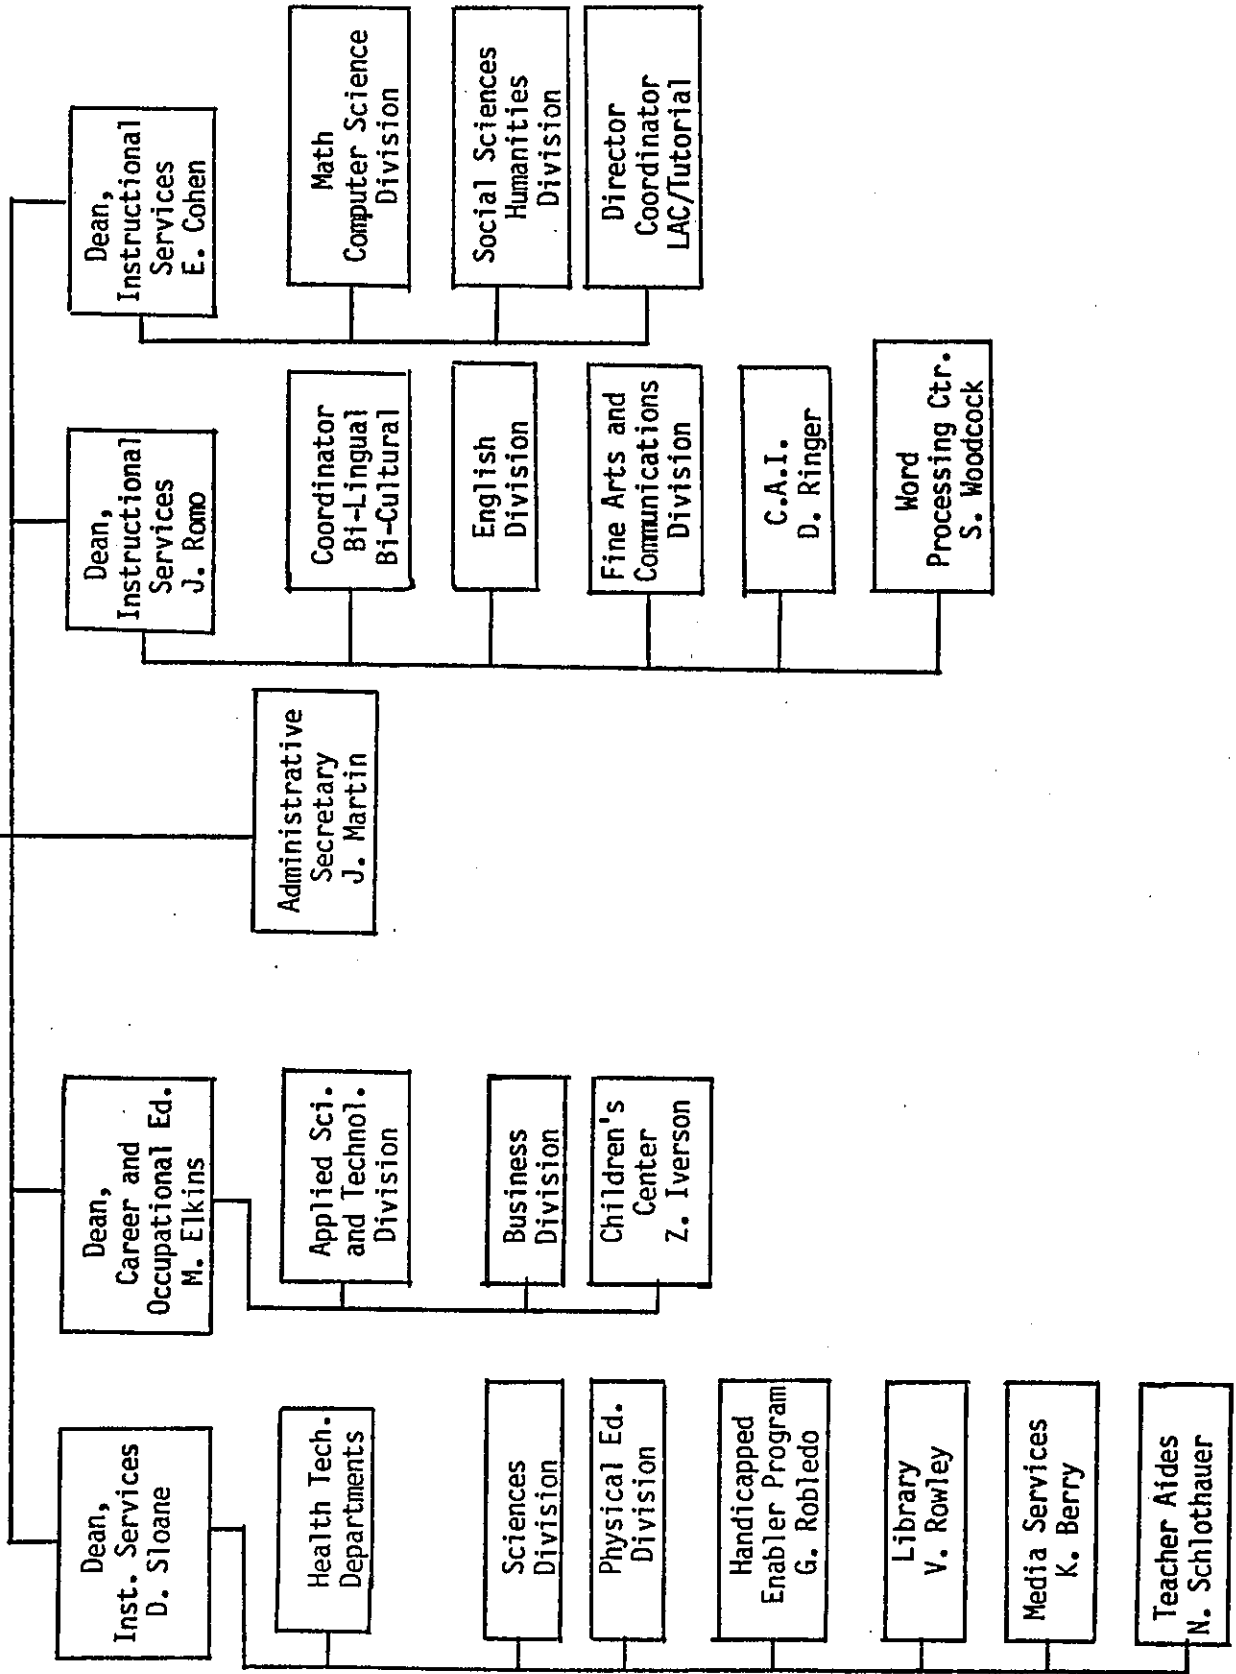 Dean,
Inst. Services
D. Sloane
Health Tech.
Departments
Sciences
Division
Physical Ed.
Division
Handicapped
Enabler Program
G. Robledo
Library
V. Rowley
Media Services
K. Berry
Teacher Aides
N. Schlothauer
Dean,
Career and
Occupational Ed.
M. Elkins
Applied Sci.
and Technol.
Division
Business
Division
Children's
Center
Z. Iverson
Administrative
Secretary
J. Martin
Dean,
Instructional
Services
J. Romo
Coordinator
Bi-Lingual
Bi-Cultural
English
Division
Fine Arts and
Communications
Division
C.A.I.
D. Ringer
Word
Processing Ctr.
S. Woodcock
Dean,
Instructional
Services
E. Cohen
Math
Computer Science
Division
Social Sciences
Humanities
Division
Director
Coordinator
LAC/Tutorial